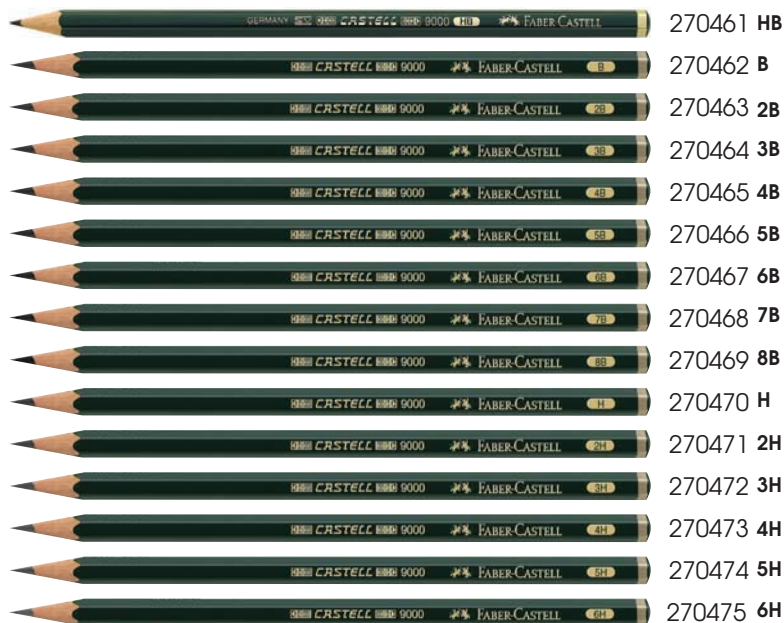 GERMANY CASTELL 9000 HB FABER-CASTELL 270461 HB
CASTELL 9000 FABER-CASTELL B 270462 B
CASTELL 9000 FABER-CASTELL 2B 270463 2B
CASTELL 9000 FABER-CASTELL 3B 270464 3B
CASTELL 9000 FABER-CASTELL 4B 270465 4B
CASTELL 9000 FABER-CASTELL 5B 270466 5B
CASTELL 9000 FABER-CASTELL 6B 270467 6B
CASTELL 9000 FABER-CASTELL 7B 270468 7B
CASTELL 9000 FABER-CASTELL 8B 270469 8B
CASTELL 9000 FABER-CASTELL H 270470 H
CASTELL 9000 FABER-CASTELL 2H 270471 2H
CASTELL 9000 FABER-CASTELL 3H 270472 3H
CASTELL 9000 FABER-CASTELL 4H 270473 4H
CASTELL 9000 FABER-CASTELL 5H 270474 5H
CASTELL 9000 FABER-CASTELL 6H 270475 6H